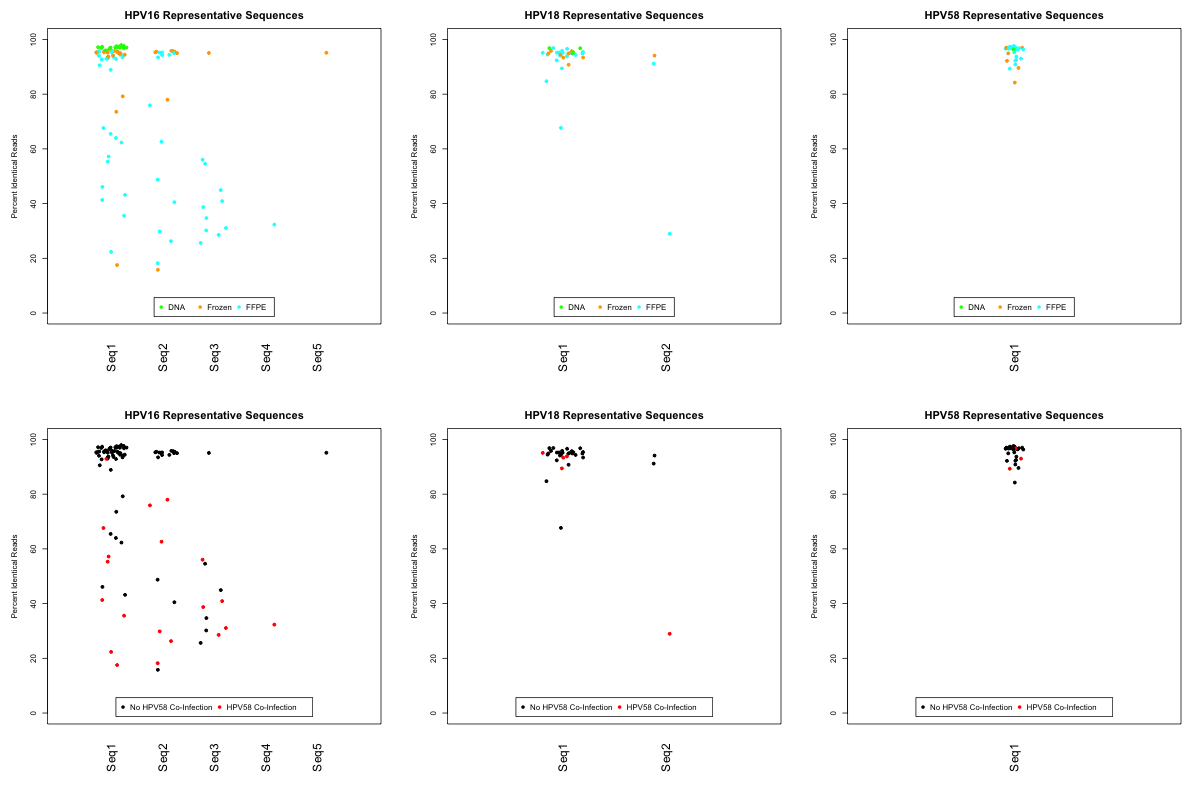 HPV16 Representative Sequences
Percent Identical Reads
100
80
60
40
20
0
DNA Frozen FFPE
Seq1 Seq2 Seq3 Seq4 Seq5
HPV18 Representative Sequences
Percent Identical Reads
100
80
60
40
20
0
DNA Frozen FFPE
Seq1 Seq2
HPV58 Representative Sequences
Percent Identical Reads
100
80
60
40
20
0
DNA Frozen FFPE
Seq1
HPV16 Representative Sequences
Percent Identical Reads
100
80
60
40
20
0
No HPV58 Co-Infection HPV58 Co-Infection
Seq1 Seq2 Seq3 Seq4 Seq5
HPV18 Representative Sequences
Percent Identical Reads
100
80
60
40
20
0
No HPV58 Co-Infection HPV58 Co-Infection
Seq1 Seq2
HPV58 Representative Sequences
Percent Identical Reads
100
80
60
40
20
0
No HPV58 Co-Infection HPV58 Co-Infection
Seq1